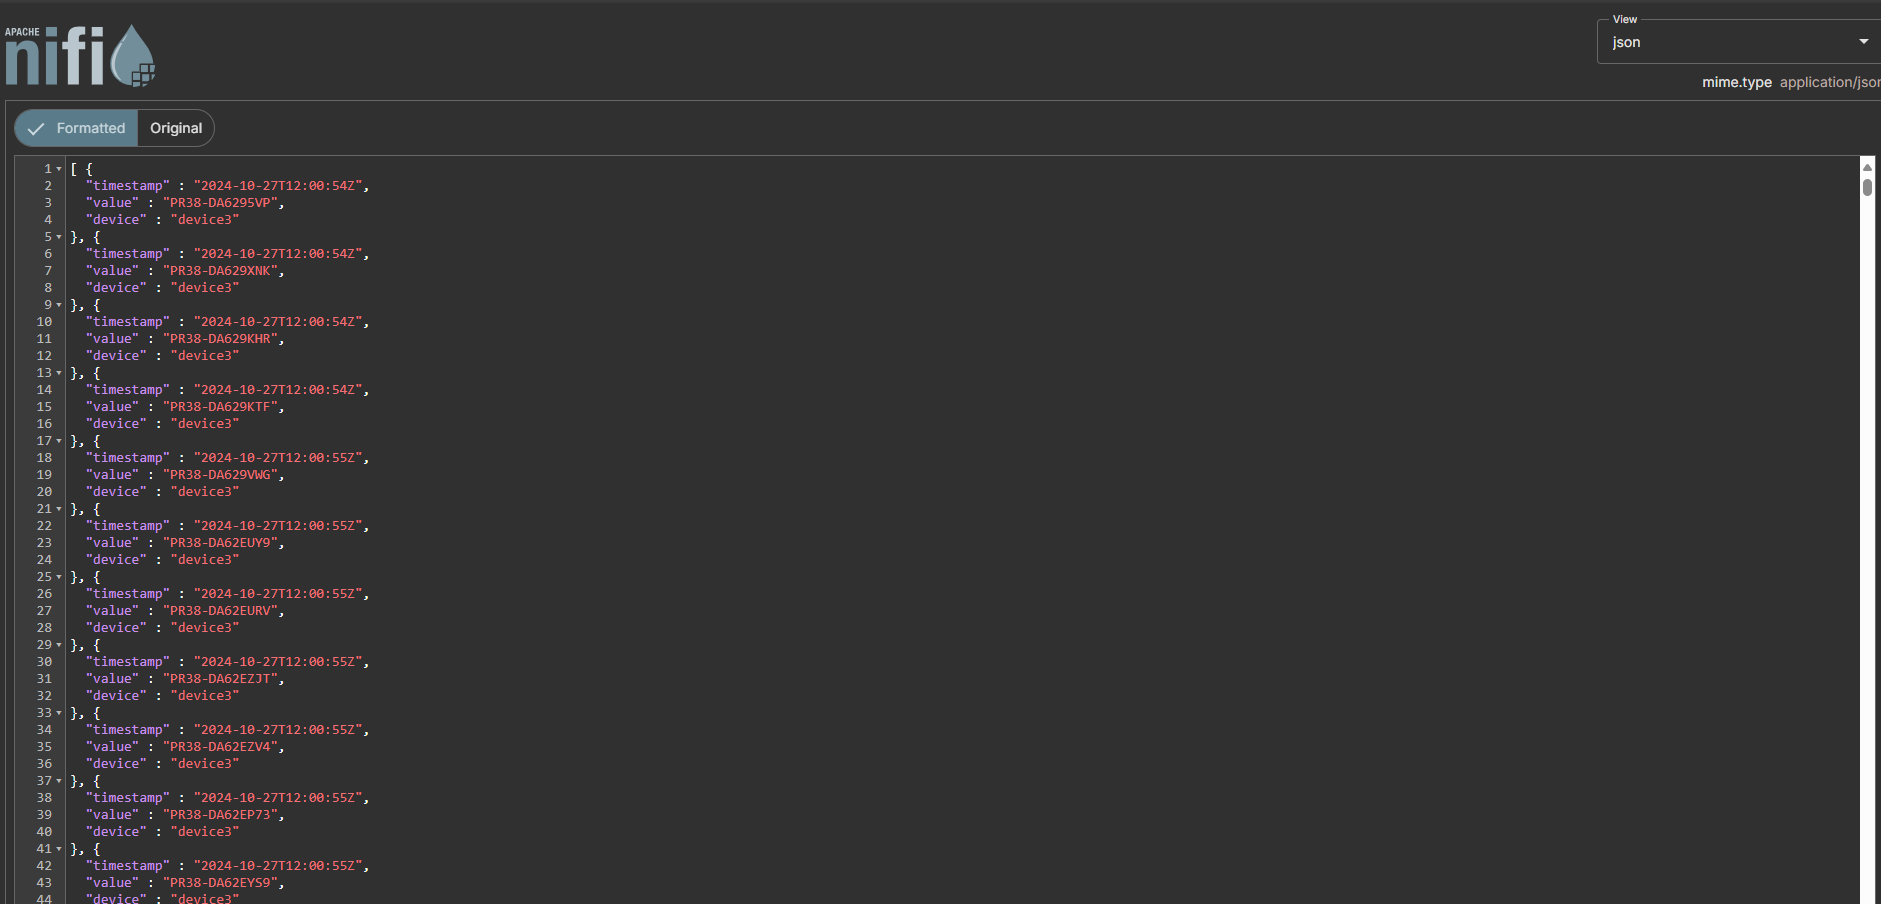 APACHE
nifi
View
json
mime.type application/json
Formatted Original
1 [ {
2 "timestamp" : "2024-10-27T12:00:54Z",
3 "value" : "PR38-DA6295VP",
4 "device" : "device3"
5 }, {
6 "timestamp" : "2024-10-27T12:00:54Z",
7 "value" : "PR38-DA629XNK",
8 "device" : "device3"
9 }, {
10 "timestamp" : "2024-10-27T12:00:54Z",
11 "value" : "PR38-DA629KHR",
12 "device" : "device3"
13 }, {
14 "timestamp" : "2024-10-27T12:00:54Z",
15 "value" : "PR38-DA629KTF",
16 "device" : "device3"
17 }, {
18 "timestamp" : "2024-10-27T12:00:55Z",
19 "value" : "PR38-DA629VWG",
20 "device" : "device3"
21 }, {
22 "timestamp" : "2024-10-27T12:00:55Z",
23 "value" : "PR38-DA62EUY9",
24 "device" : "device3"
25 }, {
26 "timestamp" : "2024-10-27T12:00:55Z",
27 "value" : "PR38-DA62EURV",
28 "device" : "device3"
29 }, {
30 "timestamp" : "2024-10-27T12:00:55Z",
31 "value" : "PR38-DA62EZJT",
32 "device" : "device3"
33 }, {
34 "timestamp" : "2024-10-27T12:00:55Z",
35 "value" : "PR38-DA62EZV4",
36 "device" : "device3"
37 }, {
38 "timestamp" : "2024-10-27T12:00:55Z",
39 "value" : "PR38-DA62EP73",
40 "device" : "device3"
41 }, {
42 "timestamp" : "2024-10-27T12:00:55Z",
43 "value" : "PR38-DA62EYS9",
44 "device" : "device3"